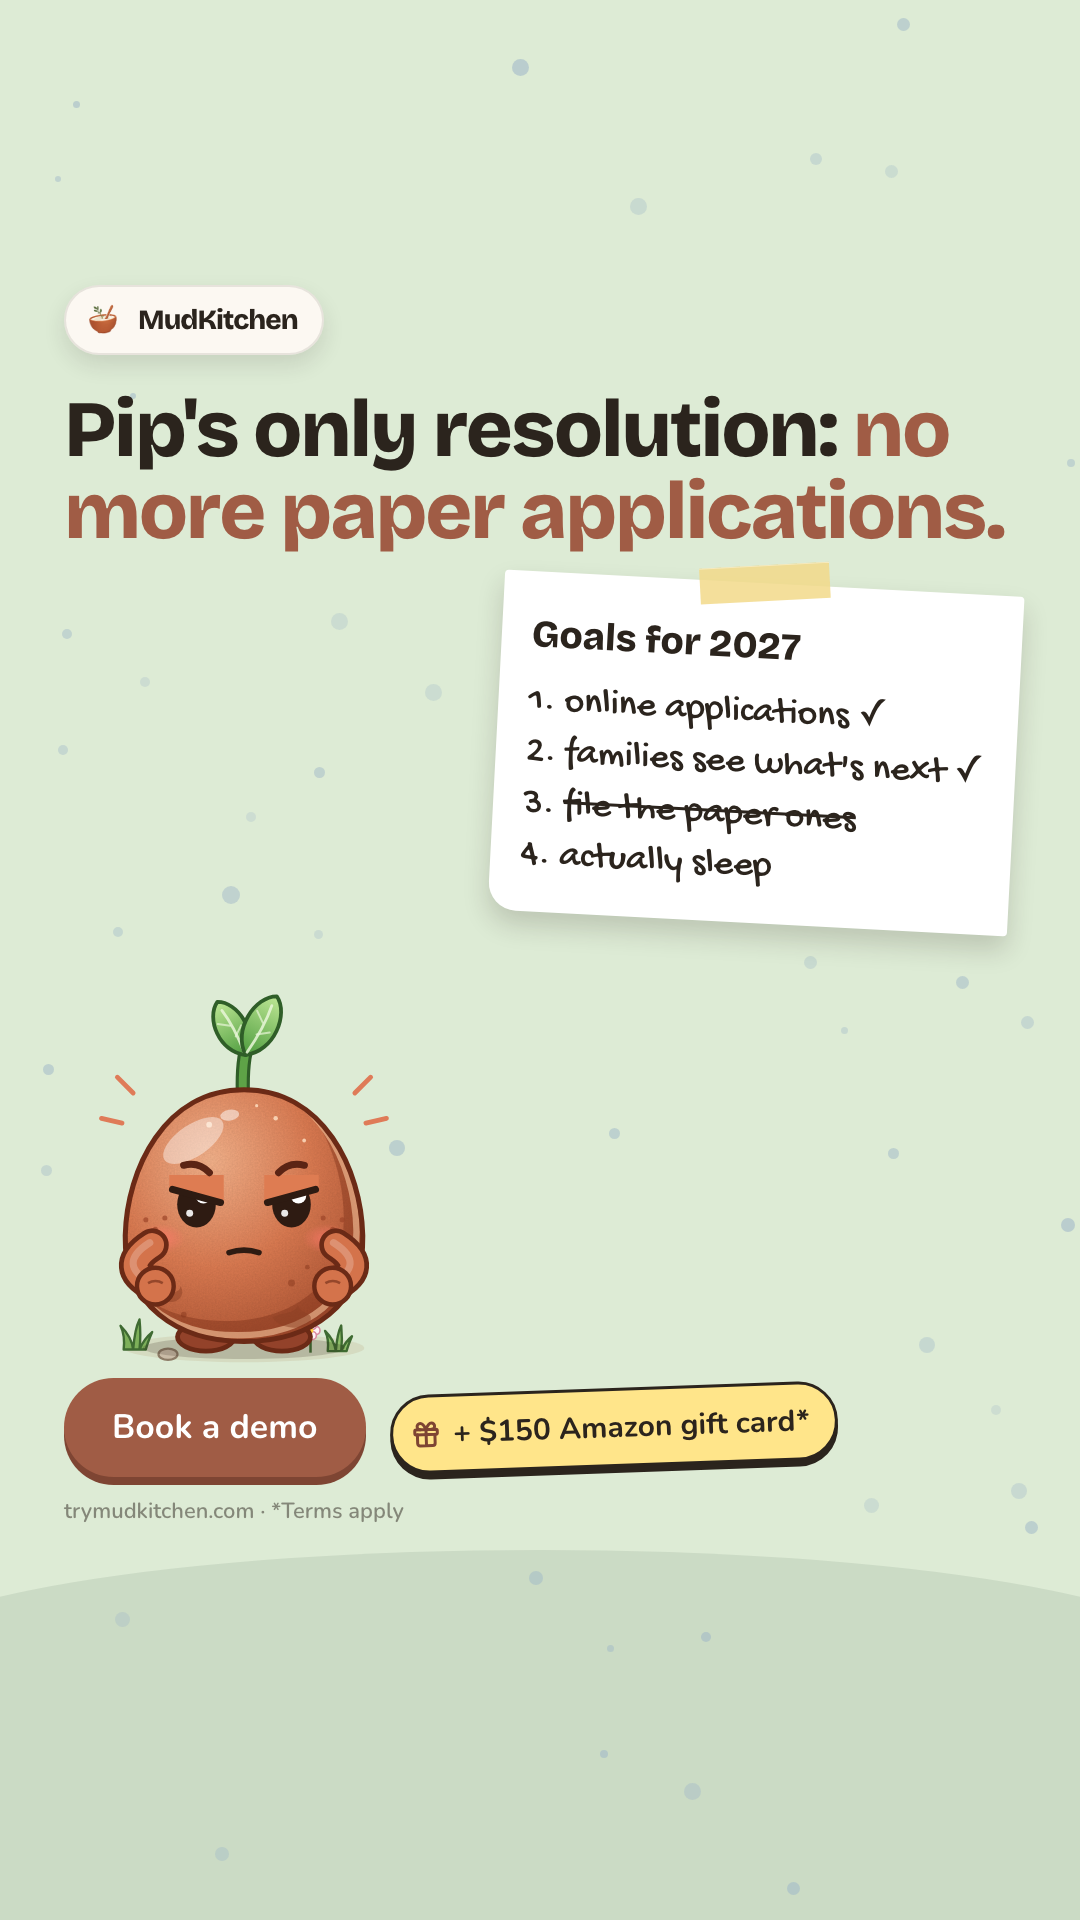 MudKitchen
Pip's only resolution: no
more paper applications.
Goals for 2027
1. online applications ✓
2. families see what's next ✓
3. file the paper ones
4. actually sleep
Book a demo
+ $150 Amazon gift card*
trymudkitchen.com · *Terms apply